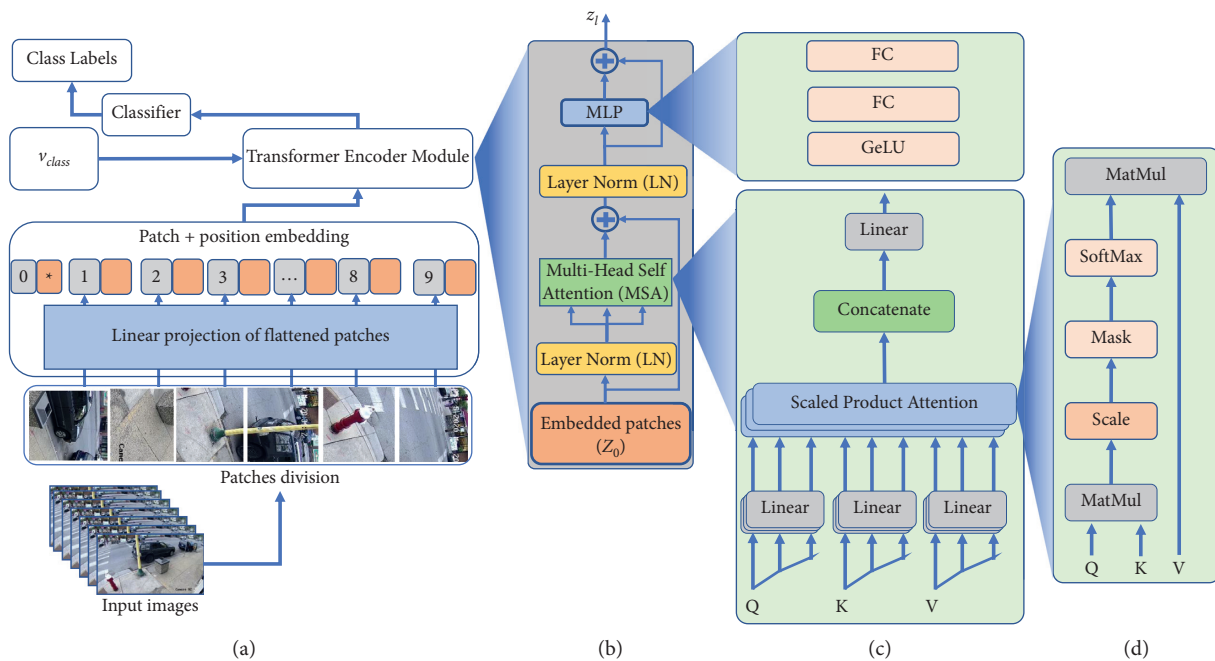 Class Labels
Classifier
v_class
Transformer Encoder Module
Patch + position embedding
0 * 1 2 3 ... 8 9
Linear projection of flattened patches
Patches division
Input images
(a)
z_l
MLP
Layer Norm (LN)
Multi-Head Self
Attention (MSA)
Layer Norm (LN)
Embedded patches
(Z_0)
(b)
FC
FC
GeLU
Linear
Concatenate
Scaled Product Attention
Linear Linear Linear
Q K V
(c)
MatMul
SoftMax
Mask
Scale
MatMul
Q K V
(d)